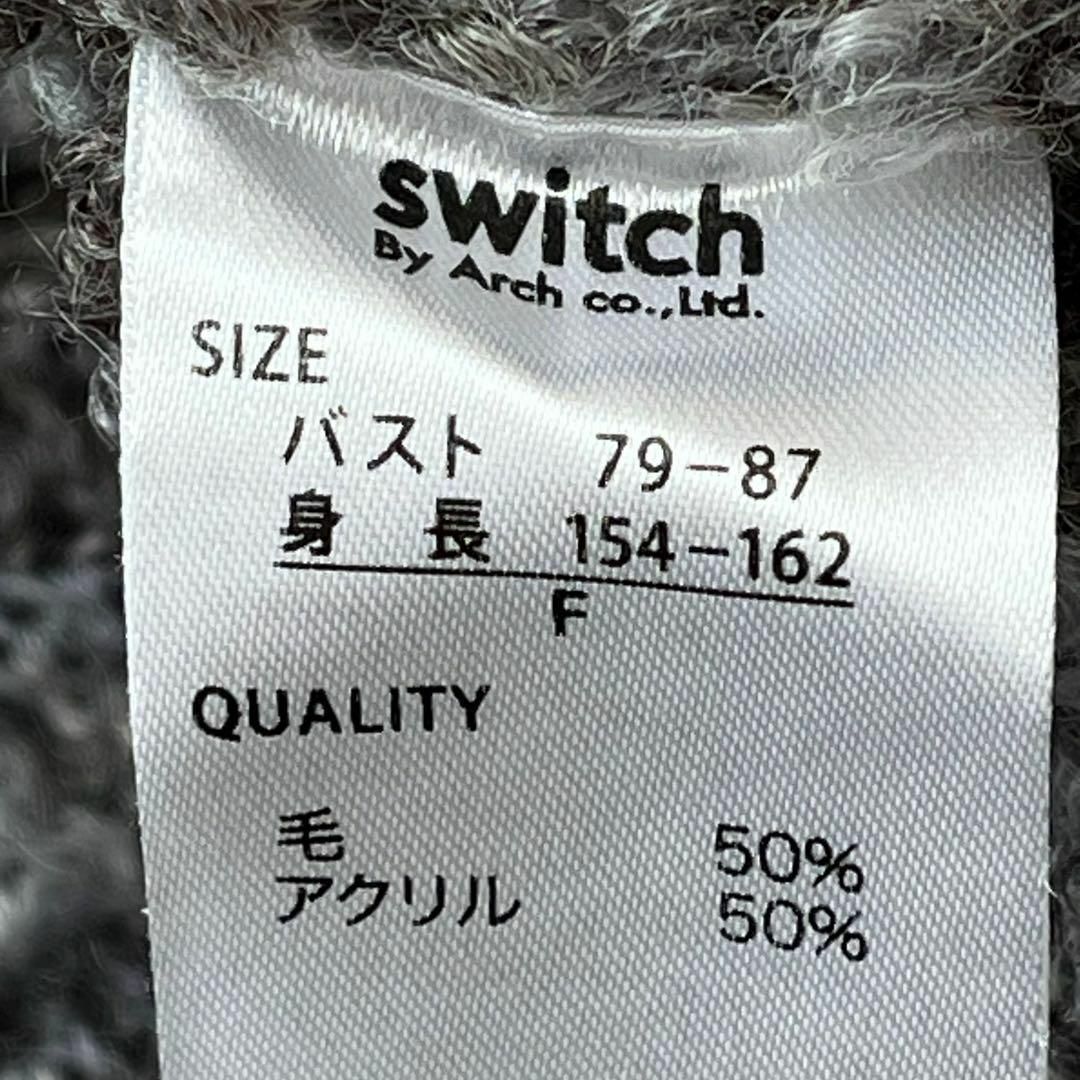 switch
By Arch co.,Ltd.
SIZE
バスト 79-87
身長 154-162
F
QUALITY
毛 50%
アクリル 50%